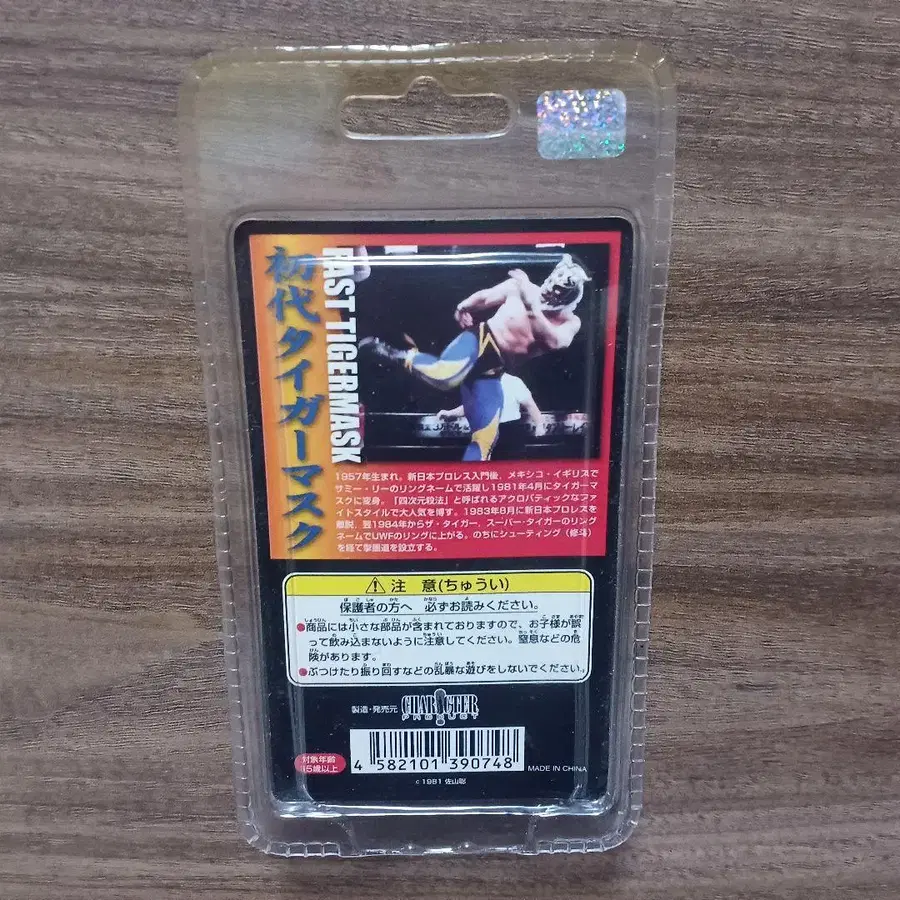 初代タイガーマスク
FAST TIGERMASK
1957年生まれ。新日本プロレス入門後、メキシコ・イギリスで
サミー・リーのリングネームで活躍し1981年4月にタイガーマ
スクに変身。「四次元殺法」と呼ばれるアクロバティックなファ
イトスタイルで大人気を博す。1983年8月に新日本プロレスを
離脱、翌1984年からザ・タイガー、スーパー・タイガーのリング
ネームでUWFのリングに上がる。のちにシューティング（修斗）
を経て掣圏道を設立する。
注 意(ちゅうい)
保護者の方へ 必ずお読みください。
●商品には小さな部品が含まれておりますので、お子様が誤
って飲み込まないように注意してください。窒息などの危
険があります。
●ぶつけたり振り回すなどの乱暴な遊びをしないでください。
製造・発売元 CHARACTER PRODUCT
対象年齢
15歳以上
4 582101 390748
MADE IN CHINA
c 1981 佐山聡